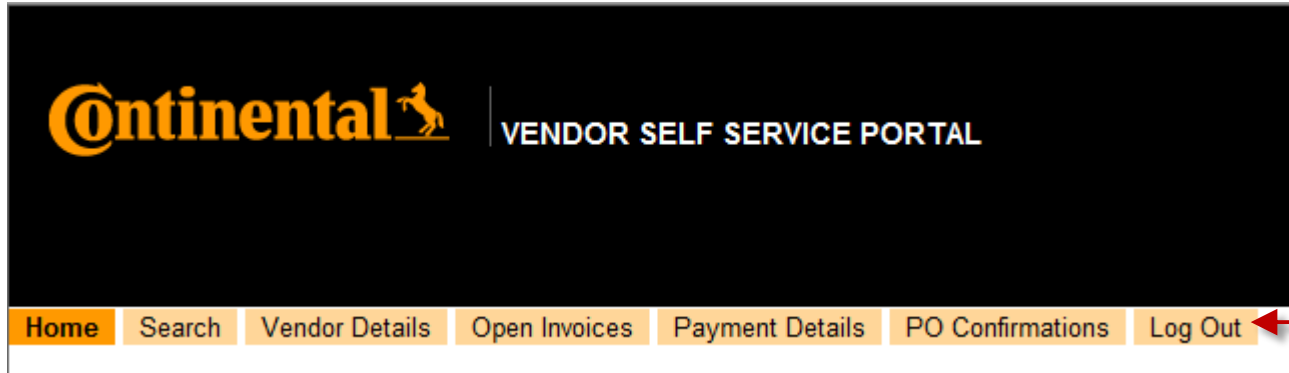 Continental
VENDOR SELF SERVICE PORTAL
Home Search Vendor Details Open Invoices Payment Details PO Confirmations Log Out